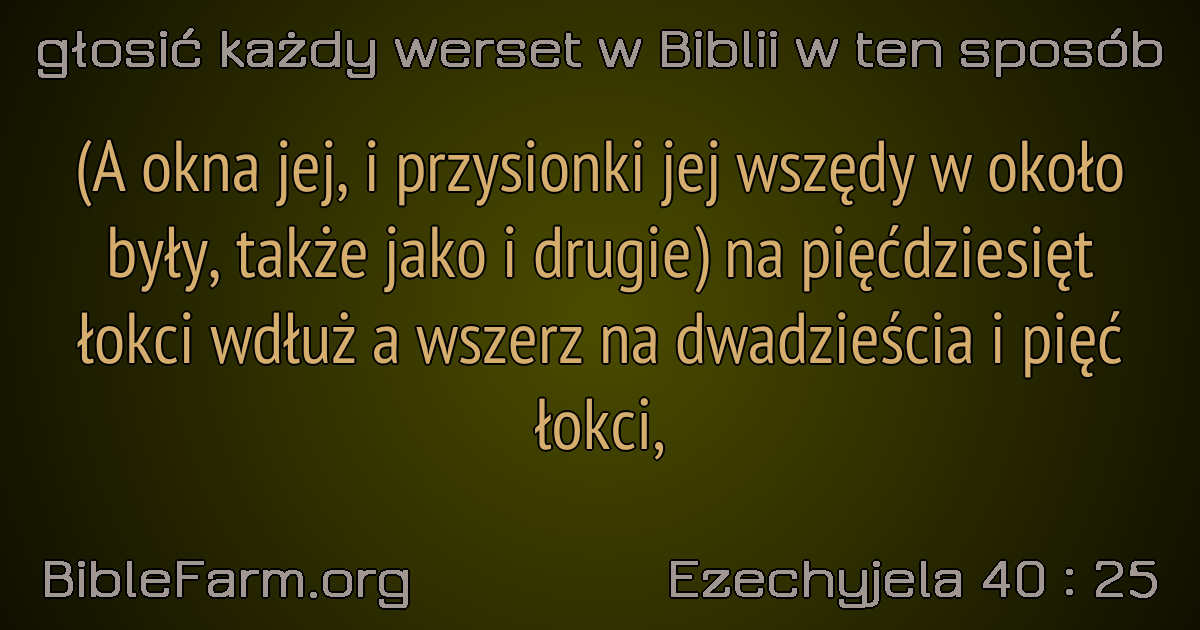 głosić każdy werset w Biblii w ten sposób
(A okna jej, i przysionki jej wszędy w około
były, także jako i drugie) na pięćdziesięt
łokci wdłuż a wszerz na dwadzieścia i pięć
łokci,
BibleFarm.org
Ezechyjela 40 : 25